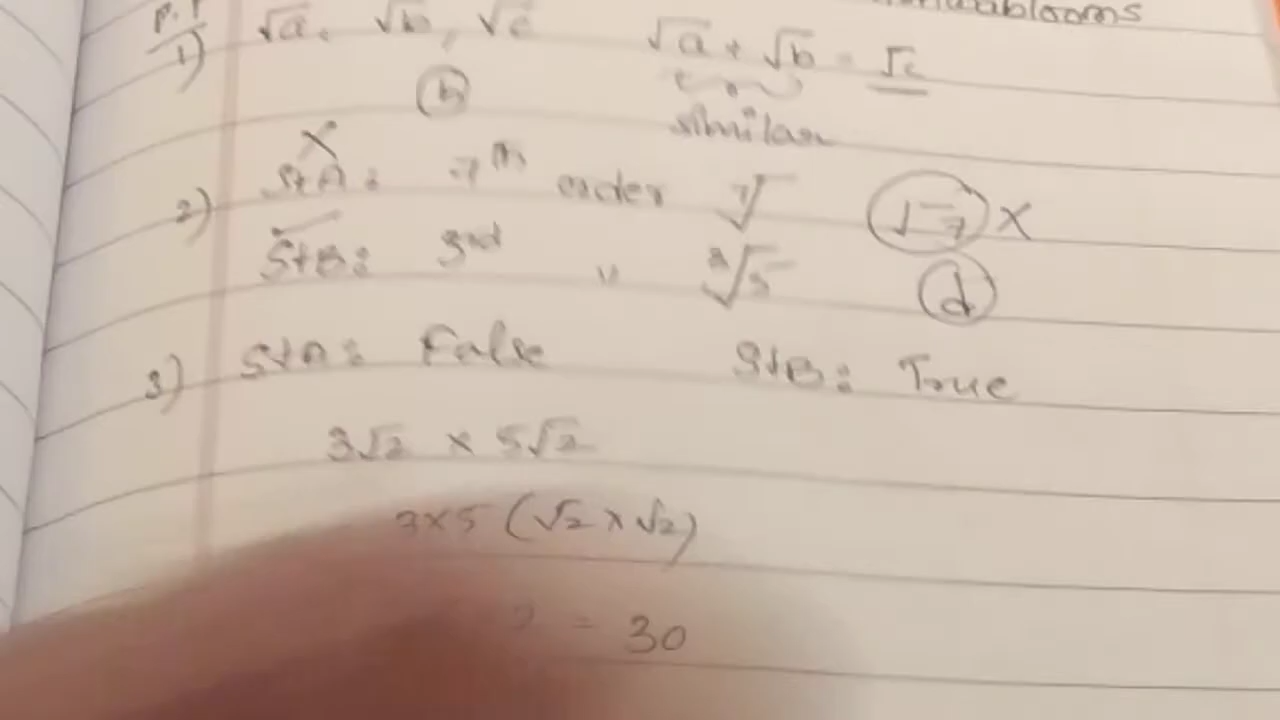 P.P
1) √a, √b, √c √a + √b = √c
(b) similar
X
2) StA: 7th order 7√ √-7 X
StB: 3rd " 3√5 (d)
3) StA: False StB: True
3√2 × 5√2
3×5 (√2 × √2)
= 30